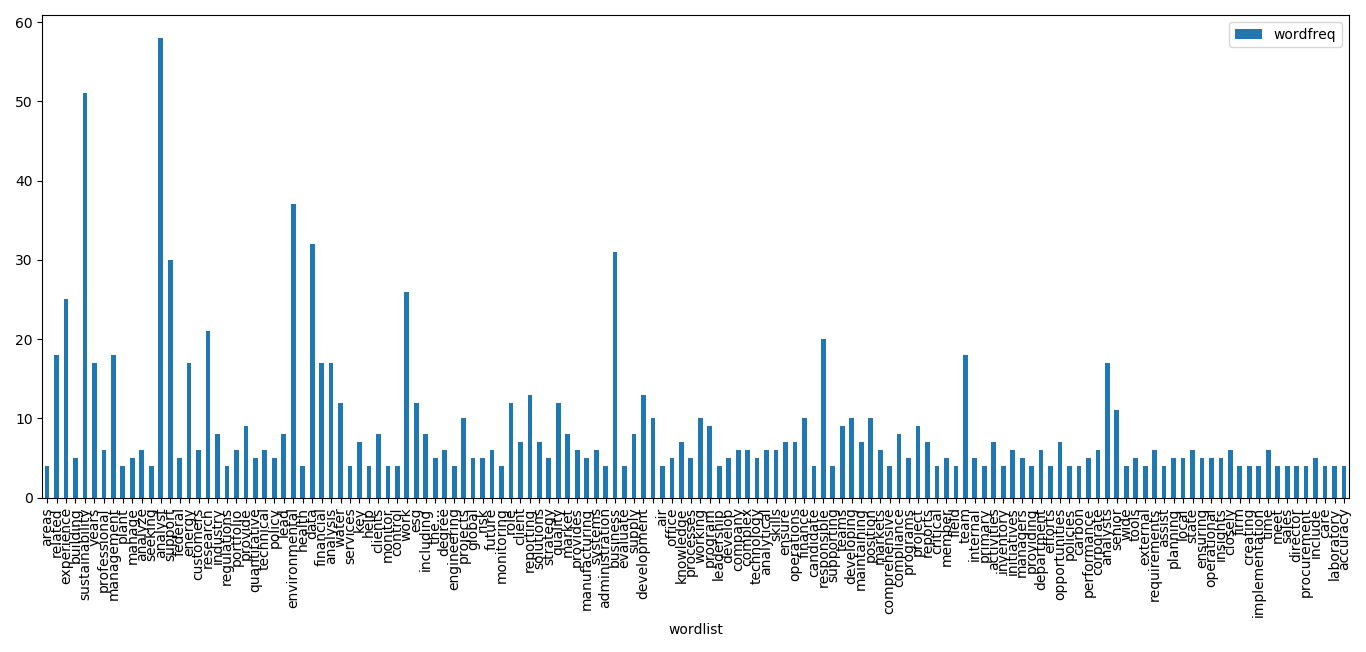 60
50
40
30
20
10
0
wordfreq
areas
related
experience
building
sustainability
years
professional
management
plant
manage
analyze
seeking
analyst
support
federal
energy
customers
research
industry
regulations
portfolio
provide
quantitative
technical
policy
lead
environmental
health
data
financial
analysis
water
services
key
help
clients
monitor
control
work
esg
including
the…
degree
engineering
projects
global
risk
future
monitoring
role
client
reporting
solutions
strategy
quality
market
provides
manufacturing
systems
administration
business
evaluate
supply
development
…
air
office
knowledge
processes
working
program
leadership
develop
company
complex
technology
analytical
skills
ensure
operations
finance
candidate
responsible
supporting
teams
developing
maintaining
position
markets
comprehensive
compliance
programs
project
reports
critical
member
field
team
internal
primary
activities
inventory
initiatives
manages
providing
department
efforts
opportunities
policies
carbon
performance
corporate
analysts
senior
wide
tools
external
requirements
assist
planning
local
state
ensuring
operational
insights
closely
firm
creating
implementation
time
met
sales
director
procurement
include
care
laboratory
accuracy
wordlist